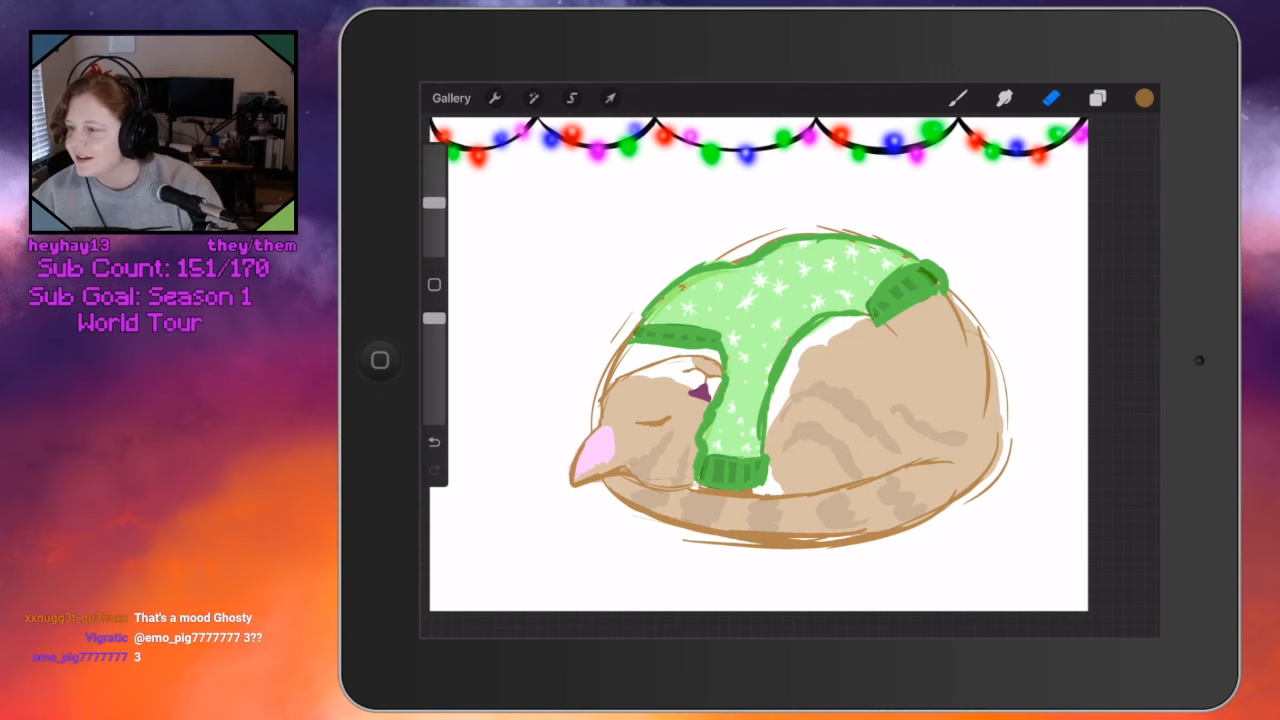 Gallery
heyhay13 they/them
Sub Count: 151/170
Sub Goal: Season 1
World Tour
That's a mood Ghosty
Vigratic @emo_pig7777777 3??
emo_pig7777777 3